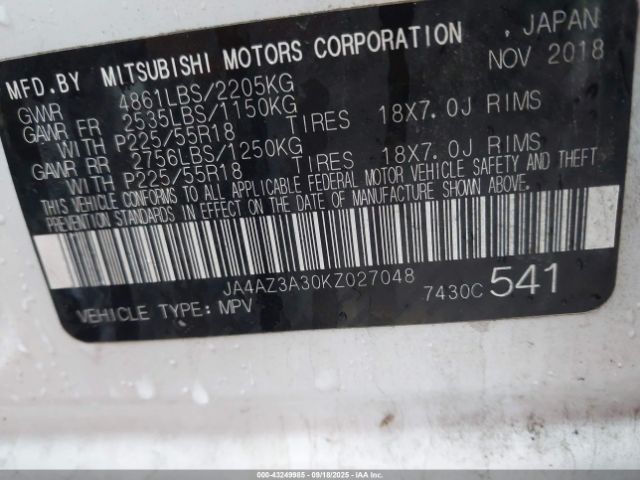 MFD.BY MITSUBISHI MOTORS CORPORATION , JAPAN
NOV 2018
GVWR 4861LBS/2205KG
GAWR FR 2535LBS/1150KG
WITH P225/55R18 TIRES 18X7.0J RIMS
GAWR RR 2756LBS/1250KG
WITH P225/55R18 TIRES 18X7.0J RIMS
THIS VEHICLE CONFORMS TO ALL APPLICABLE FEDERAL MOTOR VEHICLE SAFETY AND THEFT
PREVENTION STANDARDS IN EFFECT ON THE DATE OF MANUFACTURE SHOWN ABOVE.
JA4AZ3A30KZ027048
VEHICLE TYPE: MPV 7430C 541
000-43249985 - 09/18/2025 - IAAI.CA